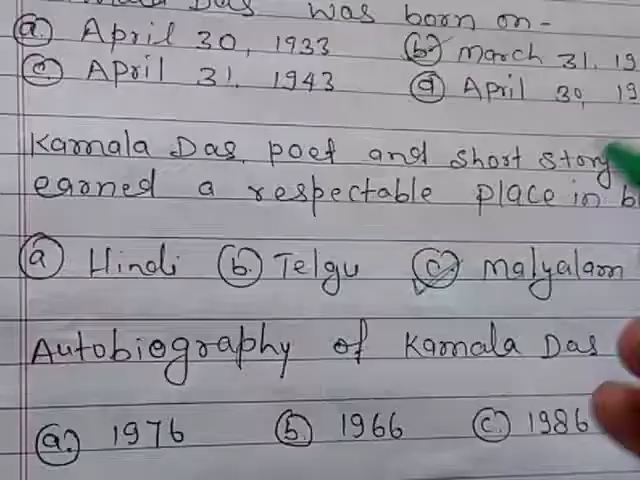 Das was born on-
(a.) April 30, 1933 (b.) March 31, 19
(c.) April 31, 1943 (d) April 30, 19
Kamala Das, poet and short story
earned a respectable place in
(a) Hindi (b.) Telgu (c.) Malyalam
Autobiography of Kamala Das
(a.) 1976 (b.) 1966 (c.) 1986